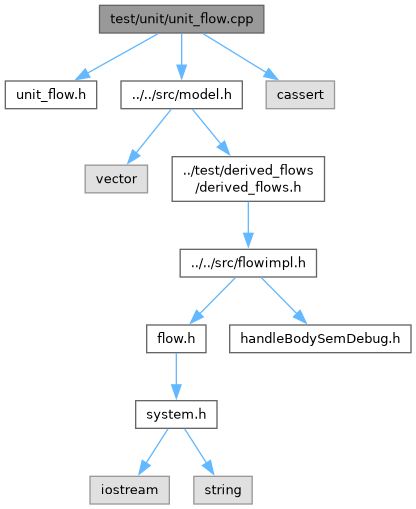 test/unit/unit_flow.cpp
unit_flow.h
../../src/model.h
cassert
vector
../test/derived_flows
/derived_flows.h
../../src/flowimpl.h
flow.h
handleBodySemDebug.h
system.h
iostream
string